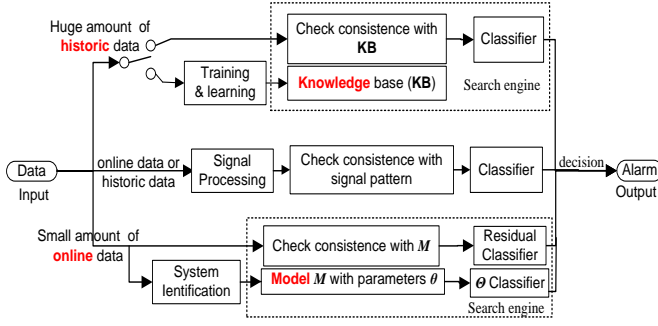 Huge amount of
historic data
Check consistence with
KB
Classifier
Training
& learning
Knowledge base (KB)
Search engine
Data
Input
online data or
historic data
Signal
Processing
Check consistence with
signal pattern
Classifier
decision
Alarm
Output
Small amount of
online data
Check consistence with M
Residual
Classifier
System
Ientification
Model M with parameters θ
Θ Classifier
Search engine